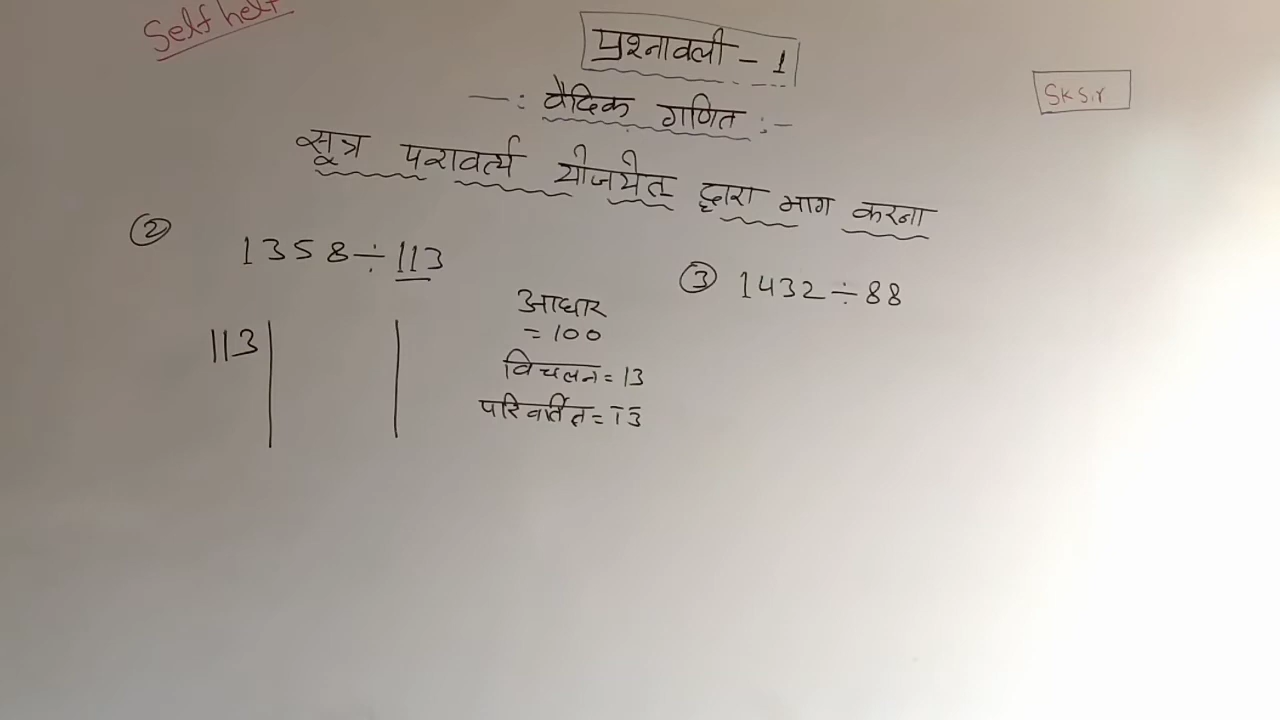 Self help
प्रश्नावली - 1
SK Sir
-: वैदिक गणित :-
सूत्र परावर्त्य योजयेत् द्वारा भाग करना
② 1358 ÷ 113
③ 1432 ÷ 88
113
आधार
= 100
विचलन = 13
परिवर्तित = 1̄3̄